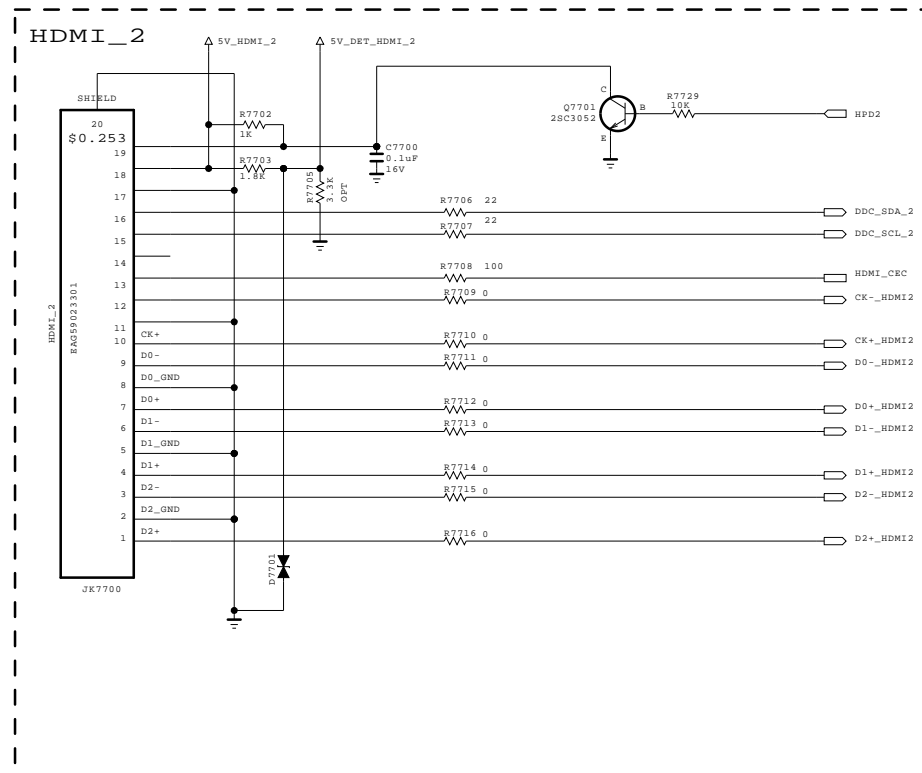 HDMI_2
5V_HDMI_2
5V_DET_HDMI_2
SHIELD
20
$0.253
R7702
1K
R7703
1.8K
R7705
3.3K
OPT
C7700
0.1uF
16V
Q7701
2SC3052
C
B
E
R7729
10K
HPD2
19
18
17
16
R7706 22
DDC_SDA_2
15
R7707 22
DDC_SCL_2
14
13
R7708 100
HDMI_CEC
12
R7709 0
CK-_HDMI2
11
10
CK+
R7710 0
CK+_HDMI2
9
D0-
R7711 0
D0-_HDMI2
8
D0_GND
7
D0+
R7712 0
D0+_HDMI2
6
D1-
R7713 0
D1-_HDMI2
5
D1_GND
4
D1+
R7714 0
D1+_HDMI2
3
D2-
R7715 0
D2-_HDMI2
2
D2_GND
1
D2+
R7716 0
D2+_HDMI2
HDMI_2
EAG59023301
D7701
JK7700